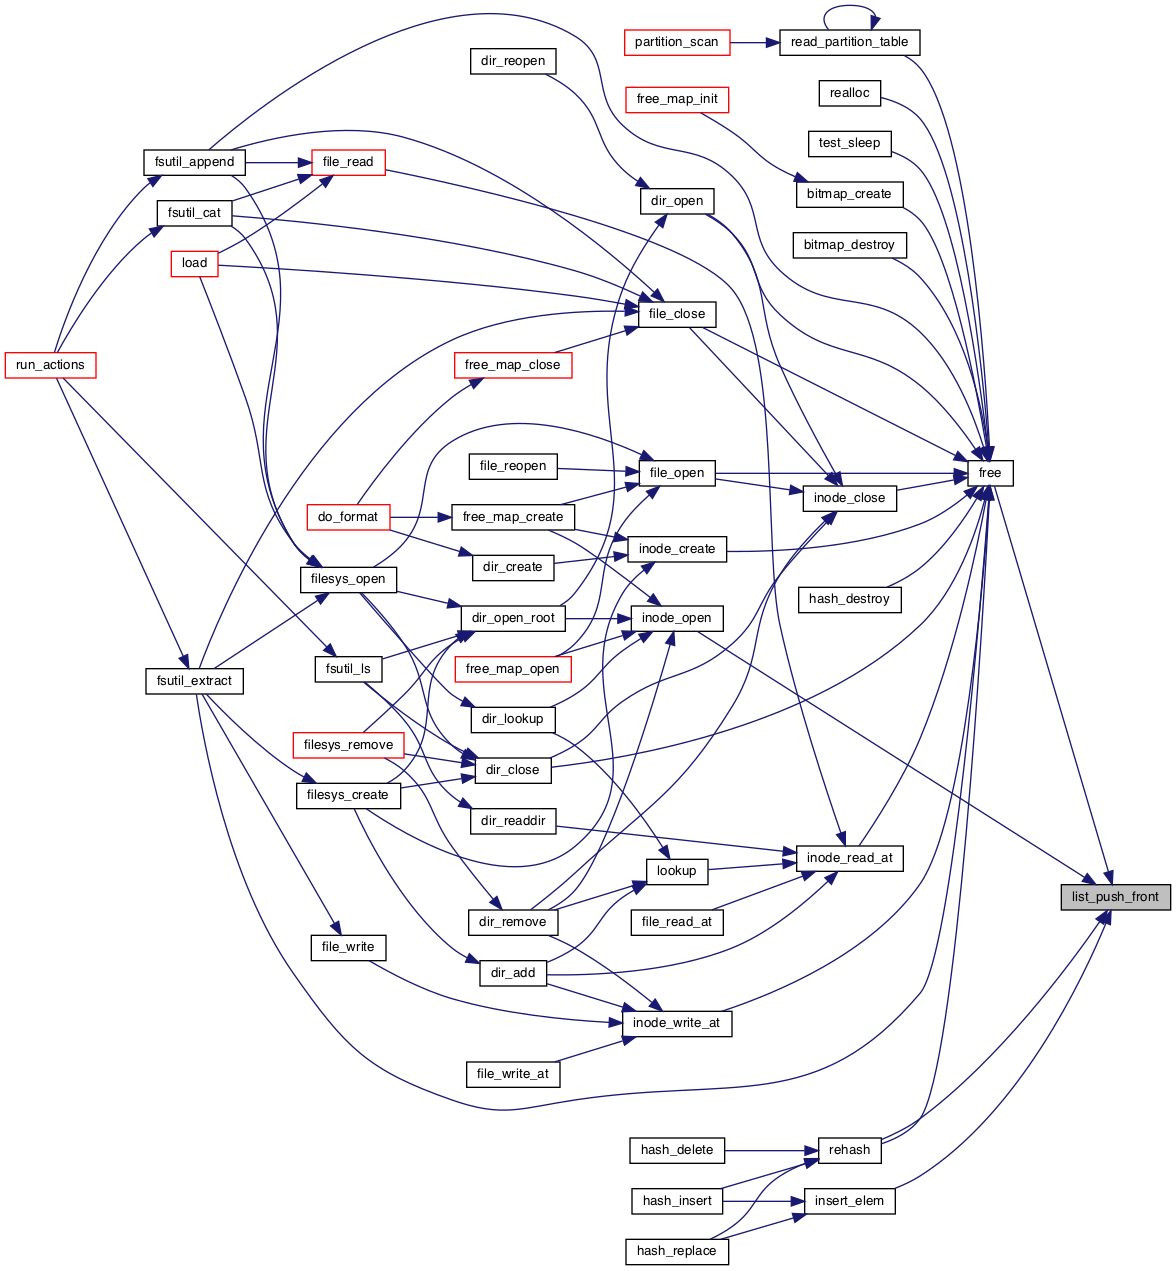 partition_scan
read_partition_table
dir_reopen
free_map_init
realloc
test_sleep
fsutil_append
file_read
bitmap_create
dir_open
fsutil_cat
bitmap_destroy
load
file_close
run_actions
free_map_close
file_reopen
file_open
free
inode_close
do_format
free_map_create
inode_create
dir_create
filesys_open
hash_destroy
dir_open_root
inode_open
fsutil_ls
free_map_open
fsutil_extract
dir_lookup
filesys_remove
dir_close
filesys_create
dir_readdir
inode_read_at
lookup
list_push_front
dir_remove
file_read_at
file_write
dir_add
inode_write_at
file_write_at
hash_delete
rehash
hash_insert
insert_elem
hash_replace